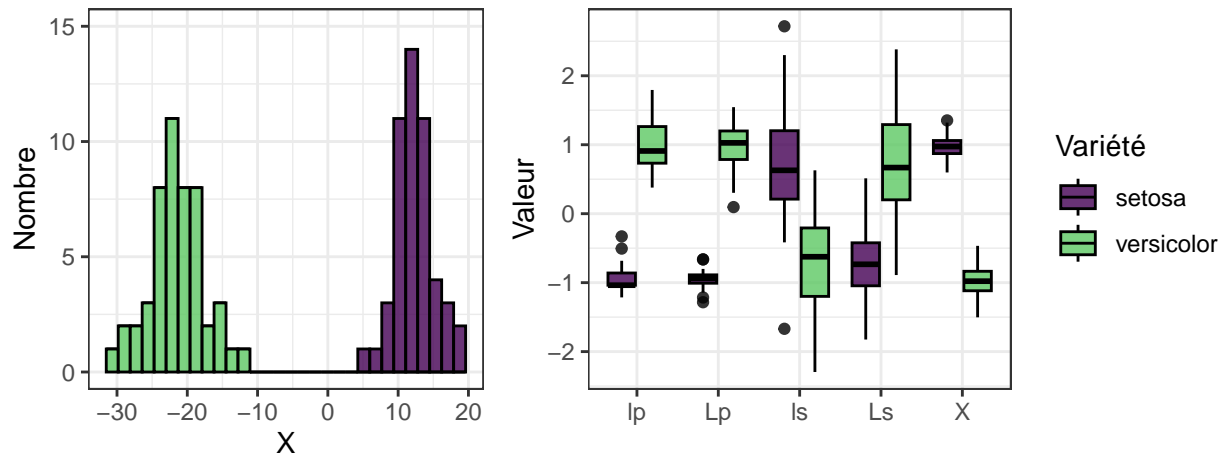 Nombre
15
10
5
0
−30
−20
−10
0
10
20
X
Valeur
2
1
0
−1
−2
lp
Lp
ls
Ls
X
Variété
setosa
versicolor